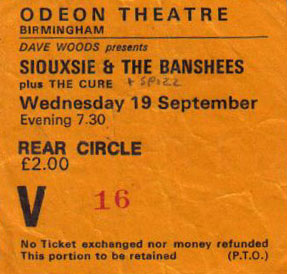 ODEON THEATRE
BIRMINGHAM
DAVE WOODS presents
SIOUXSIE & THE BANSHEES
plus THE CURE + SPIZZ
Wednesday 19 September
Evening 7.30
REAR CIRCLE
£2.00
V 16
No Ticket exchanged nor money refunded
This portion to be retained (P.T.O.)